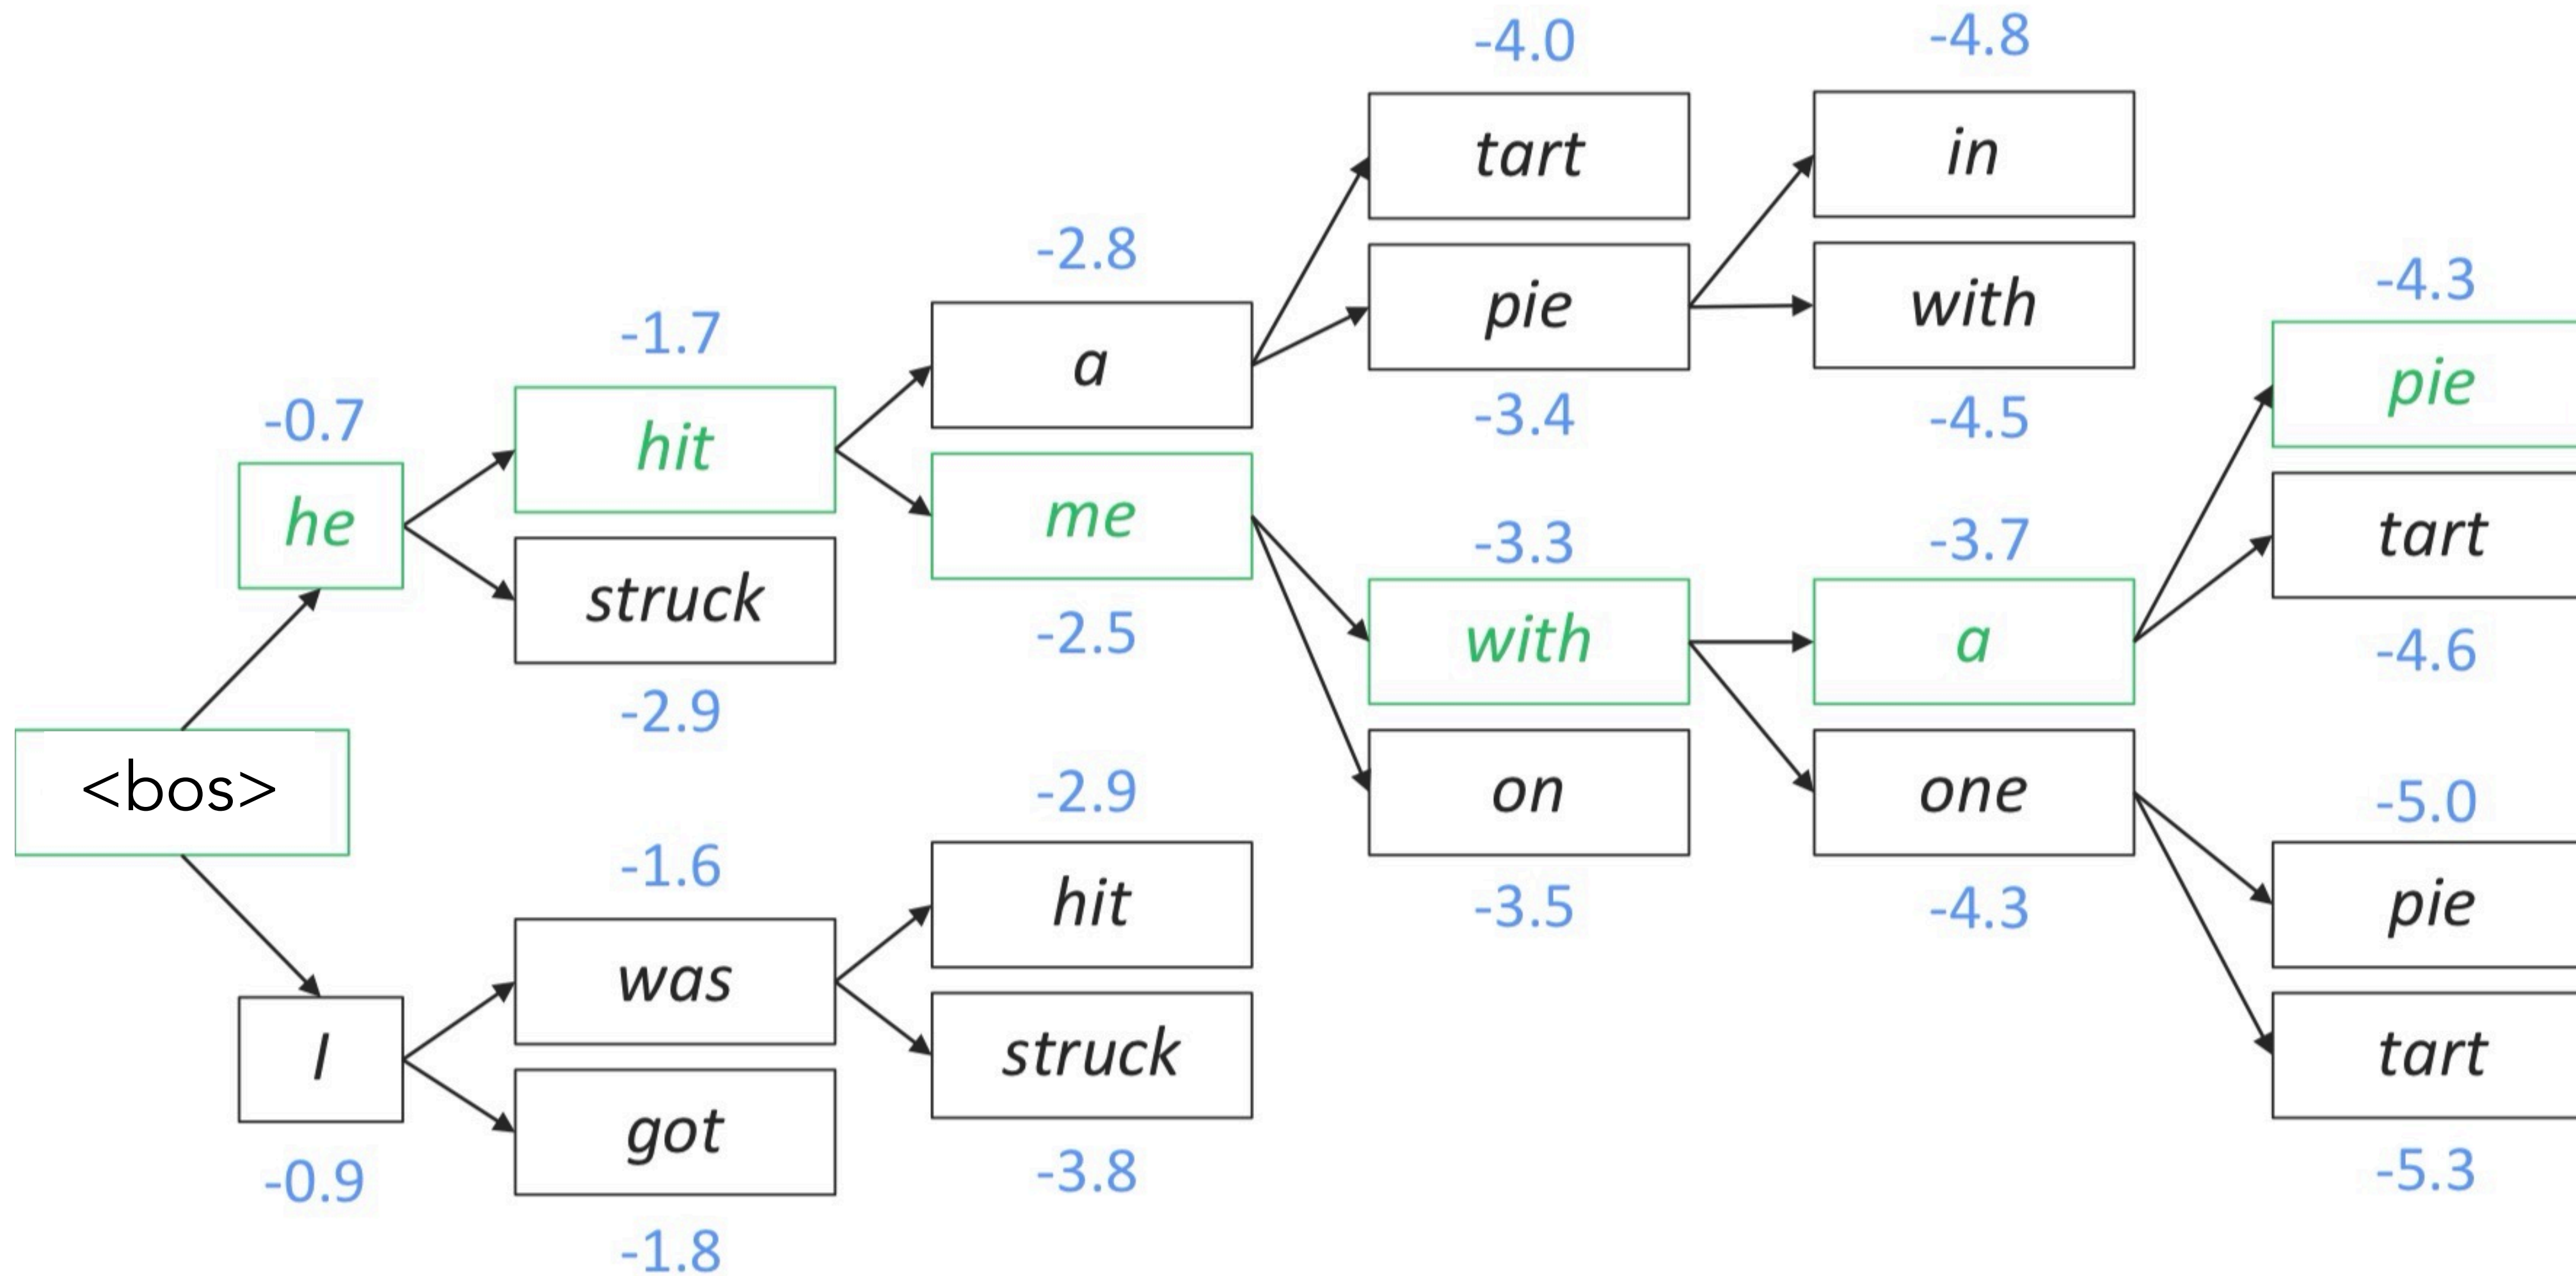 -4.0 -4.8
tart in
-2.8 -4.3
pie with
-1.7 pie
a
-0.7 -3.4 -4.5
hit tart
he me -3.3 -3.7
struck -2.5 with a -4.6
-2.9
<bos> -2.9 on one -5.0
-1.6 hit -3.5 -4.3 pie
was
I struck tart
got
-0.9 -3.8 -5.3
-1.8